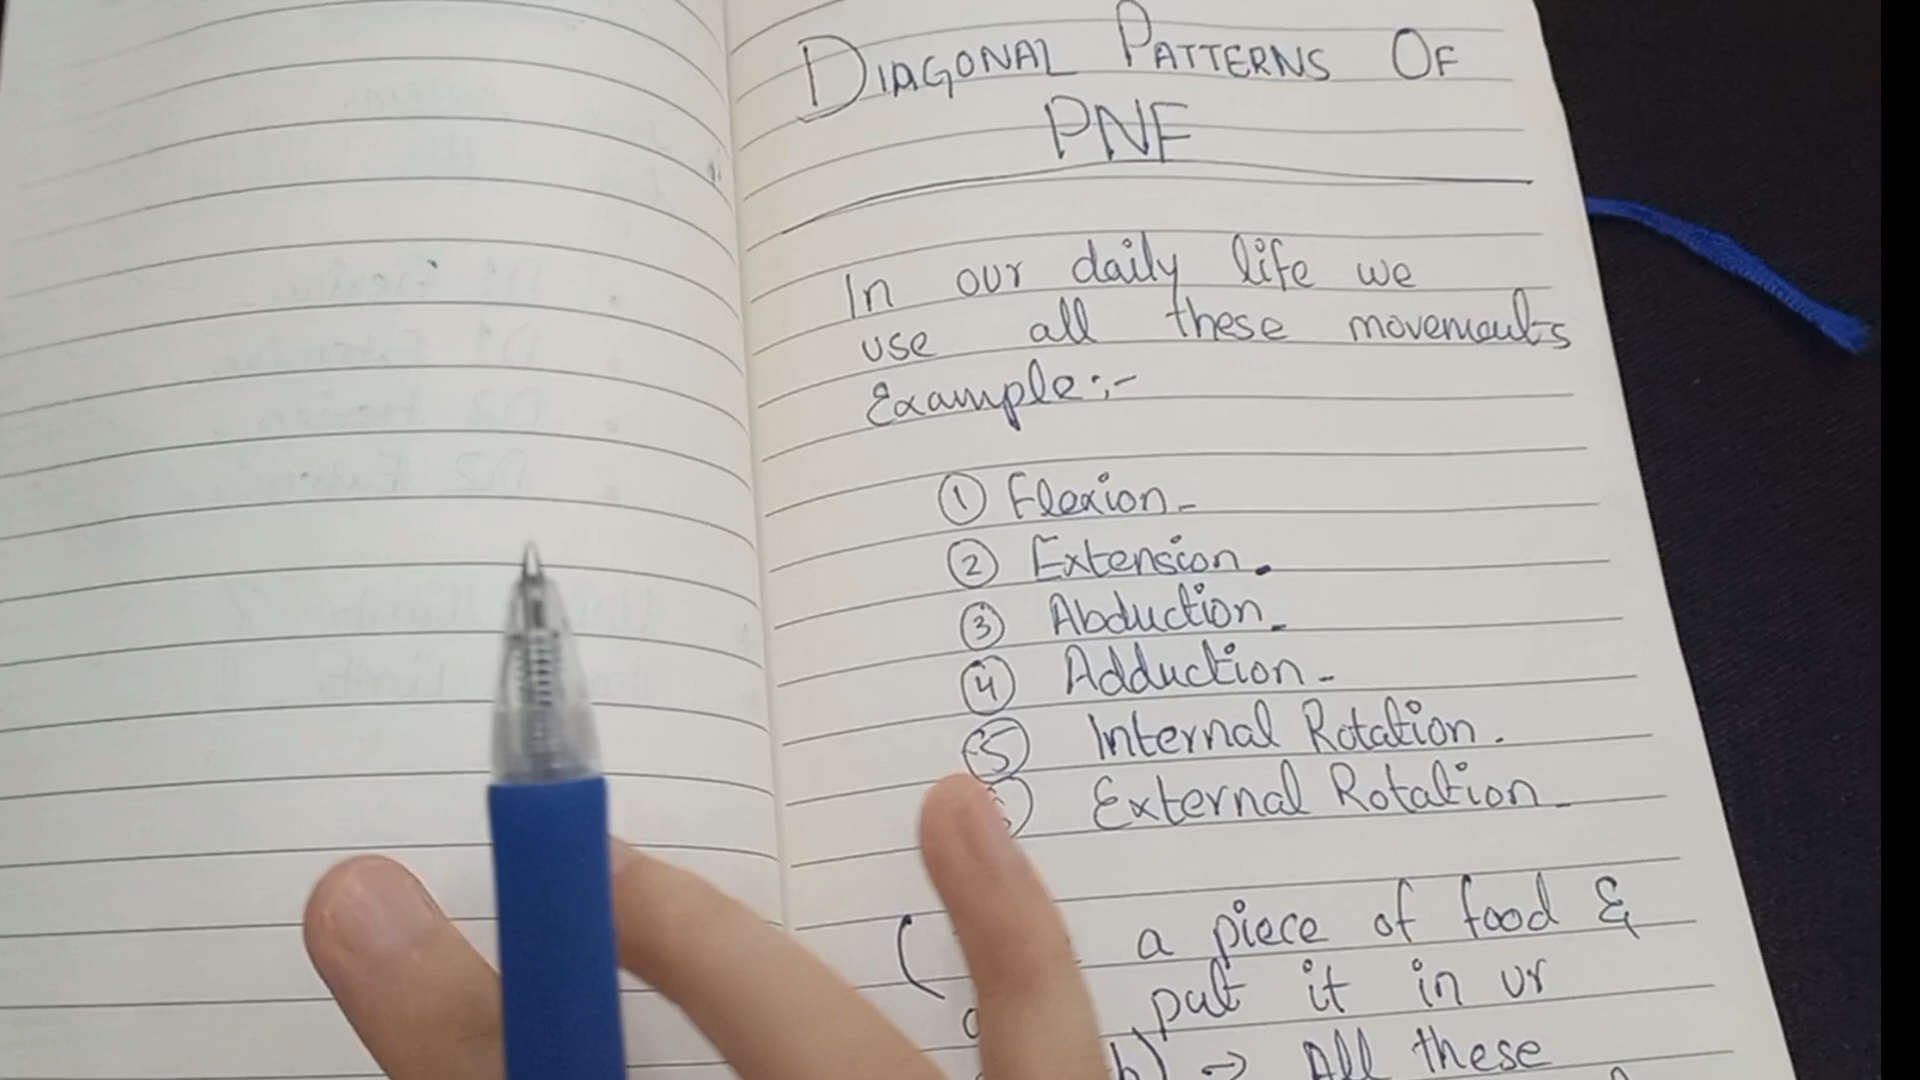 DIAGONAL PATTERNS OF
PNF
In our daily life we
use all these movements
Example:-
① Flexion-
② Extension.
③ Abduction-
④ Adduction-
⑤ Internal Rotation.
External Rotation-
( a piece of food &
put it in ur
→ All these